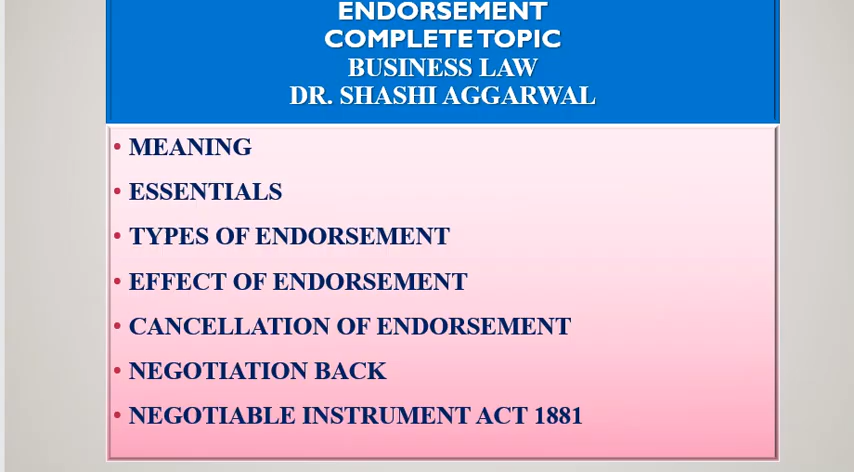 ENDORSEMENT
COMPLETE TOPIC
BUSINESS LAW
DR. SHASHI AGGARWAL
• MEANING
• ESSENTIALS
• TYPES OF ENDORSEMENT
• EFFECT OF ENDORSEMENT
• CANCELLATION OF ENDORSEMENT
• NEGOTIATION BACK
• NEGOTIABLE INSTRUMENT ACT 1881